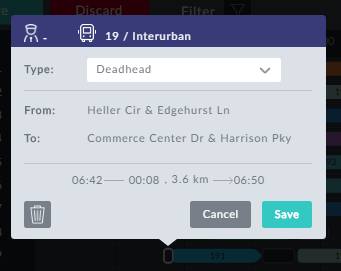 Discard
Filter
- 19 / Interurban
Type: Deadhead
From: Heller Cir & Edgehurst Ln
To: Commerce Center Dr & Harrison Pky
06:42 00:08 . 3.6 km 06:50
Cancel Save
191